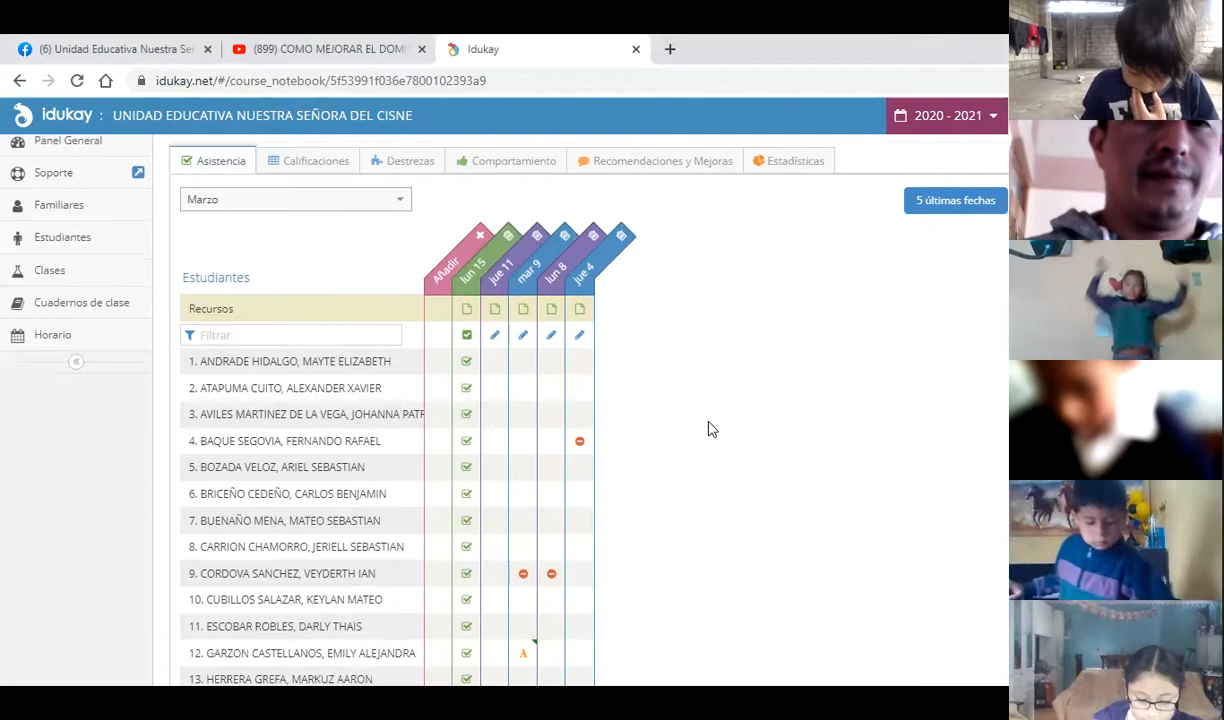 (6) Unidad Educativa Nuestra Se
(899) COMO MEJORAR EL DOMI
Idukay
idukay.net/#/course_notebook/5f53991f036e7800102393a9
idukay : UNIDAD EDUCATIVA NUESTRA SEÑORA DEL CISNE
2020 - 2021
Panel General
Soporte
Familiares
Estudiantes
Clases
Cuadernos de clase
Horario
Asistencia
Calificaciones
Destrezas
Comportamiento
Recomendaciones y Mejoras
Estadísticas
Marzo
5 últimas fechas
Estudiantes
Añadir
lun 15
jue 11
mar 9
lun 8
jue 4
Recursos
Filtrar
1. ANDRADE HIDALGO, MAYTE ELIZABETH
2. ATAPUMA CUITO, ALEXANDER XAVIER
3. AVILES MARTINEZ DE LA VEGA, JOHANNA PATR
4. BAQUE SEGOVIA, FERNANDO RAFAEL
5. BOZADA VELOZ, ARIEL SEBASTIAN
6. BRICEÑO CEDEÑO, CARLOS BENJAMIN
7. BUENAÑO MENA, MATEO SEBASTIAN
8. CARRION CHAMORRO, JERIELL SEBASTIAN
9. CORDOVA SANCHEZ, VEYDERTH IAN
10. CUBILLOS SALAZAR, KEYLAN MATEO
11. ESCOBAR ROBLES, DARLY THAIS
12. GARZON CASTELLANOS, EMILY ALEJANDRA
A
13. HERRERA GREFA, MARKUZ AARON